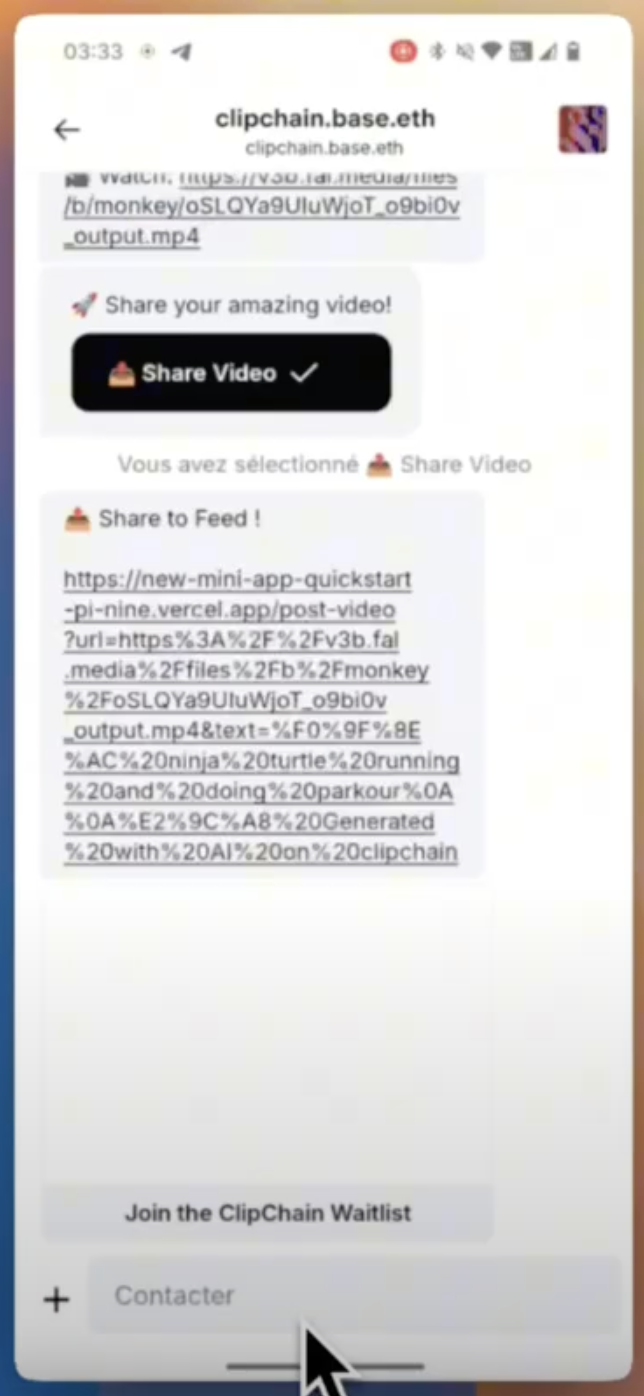 03:33
clipchain.base.eth
clipchain.base.eth
🎥 Watch: https://v3b.fal.media/files
/b/monkey/oSLQYa9UIuWjoT_o9bi0v
_output.mp4
🚀 Share your amazing video!
📤 Share Video ✓
Vous avez sélectionné 📤 Share Video
📤 Share to Feed !
https://new-mini-app-quickstart
-pi-nine.vercel.app/post-video
?url=https%3A%2F%2Fv3b.fal
.media%2Ffiles%2Fb%2Fmonkey
%2FoSLQYa9UIuWjoT_o9bi0v
_output.mp4&text=%F0%9F%8E
%AC%20ninja%20turtle%20running
%20and%20doing%20parkour%0A
%0A%E2%9C%A8%20Generated
%20with%20AI%20on%20clipchain
Join the ClipChain Waitlist
Contacter